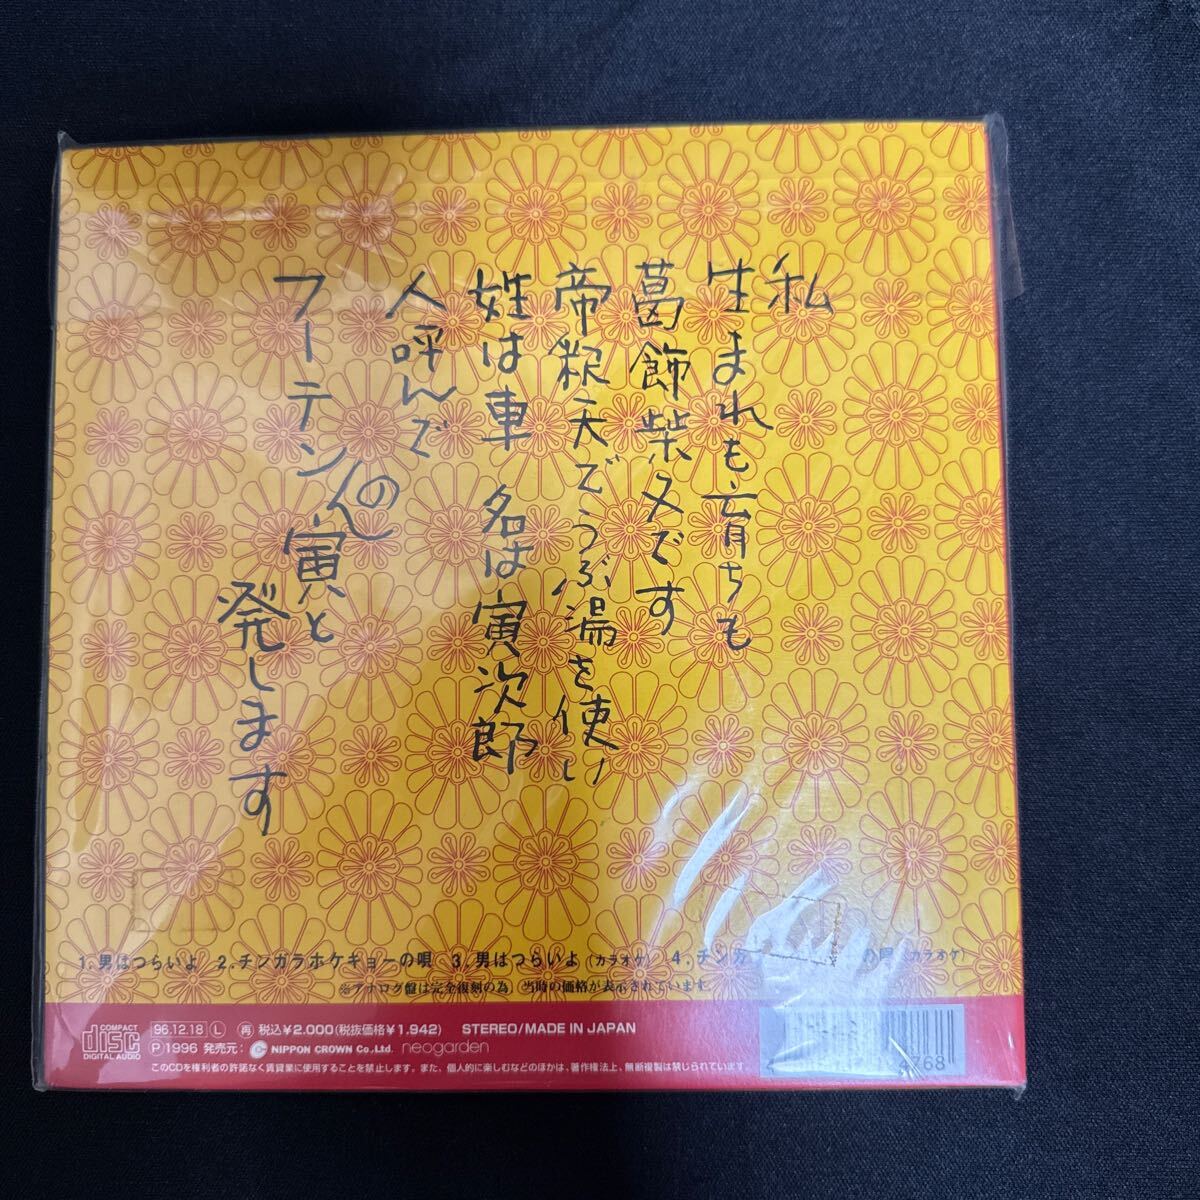 私
生まれも育ちも
葛飾柴又です
帝釈天でうぶ湯を使い
姓は車 名は寅次郎
人呼んで
フーテンの寅と
発します
1.男はつらいよ 2.チンガラホケキョーの唄 3.男はつらいよ(カラオケ) 4.チンガ の唄(カラオケ)
※アナログ盤は完全復刻の為、当時の価格が表示されています。
COMPACT disc DIGITAL AUDIO
96.12.18 Ⓛ 再 税込¥2.000(税抜価格¥1.942) STEREO/MADE IN JAPAN
Ⓟ1996 発売元: NIPPON CROWN Co.,Ltd. neogarden
このCDを権利者の許諾なく賃貸業に使用することを禁止します。また、個人的に楽しむなどのほかは、著作権法上、無断複製は禁じられています。
4768